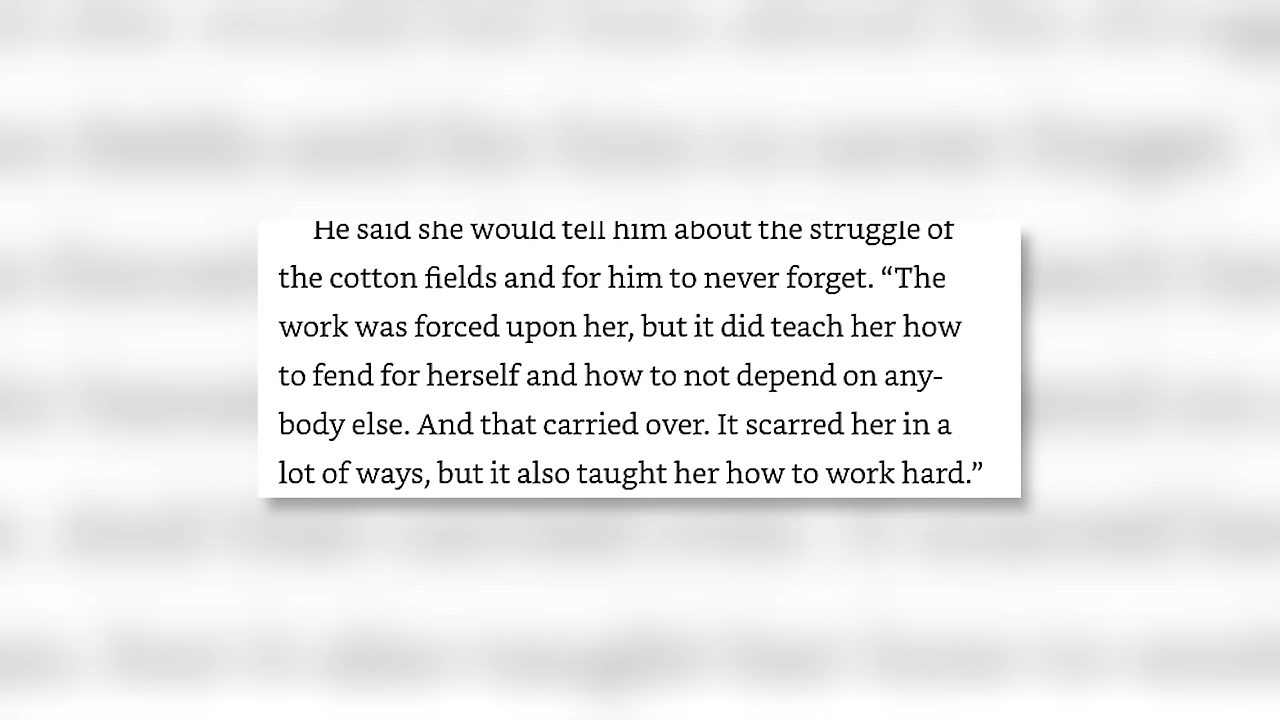 He said she would tell him about the struggle of
the cotton fields and for him to never forget. “The
work was forced upon her, but it did teach her how
to fend for herself and how to not depend on any-
body else. And that carried over. It scarred her in a
lot of ways, but it also taught her how to work hard.”